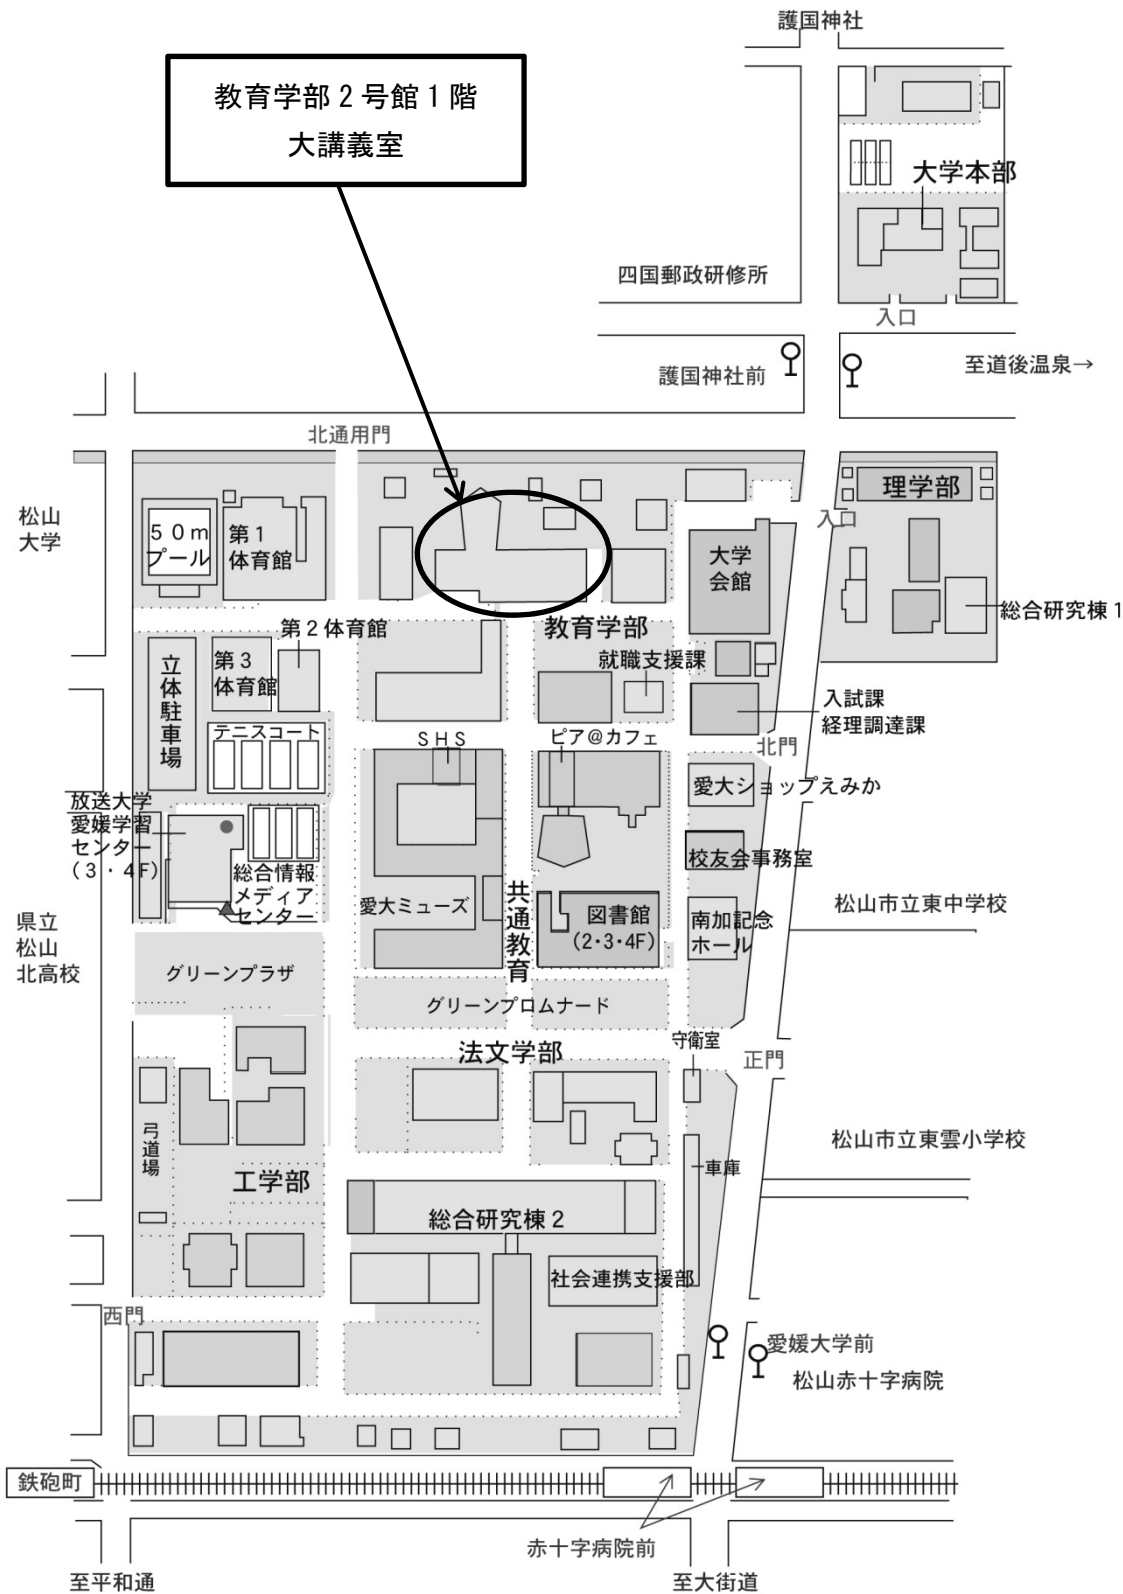 護国神社
教育学部２号館１階
大講義室
大学本部
四国郵政研修所
入口
護国神社前
至道後温泉→
北通用門
松山
大学
５０ｍ
プール
第１
体育館
大学
会館
理学部
入口
総合研究棟１
教育学部
第２体育館
就職支援課
立体駐車場
第３
体育館
入試課
経理調達課
テニスコート
ＳＨＳ
ピア＠カフェ
北門
愛大ショップえみか
放送大学
愛媛学習
センター
（３・４F）
総合情報
メディア
センター
校友会事務室
愛大ミューズ
共通教育
図書館
（2・3・4F）
南加記念
ホール
松山市立東中学校
県立
松山
北高校
グリーンプラザ
グリーンプロムナード
法文学部
守衛室
正門
弓道場
松山市立東雲小学校
車庫
工学部
総合研究棟２
社会連携支援部
西門
愛媛大学前
松山赤十字病院
鉄砲町
赤十字病院前
至平和通
至大街道